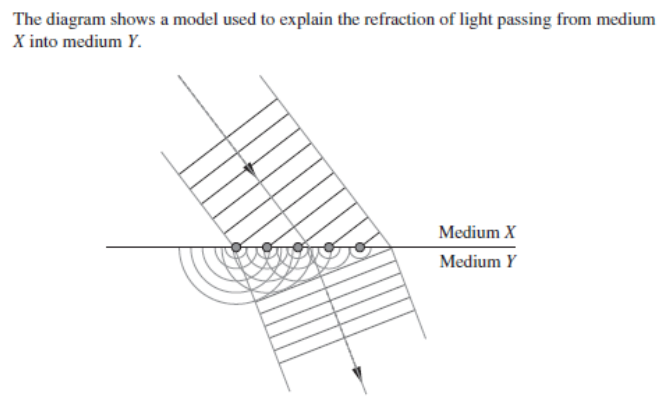 The diagram shows a model used to explain the refraction of light passing from medium
X into medium Y.
Medium X
Medium Y